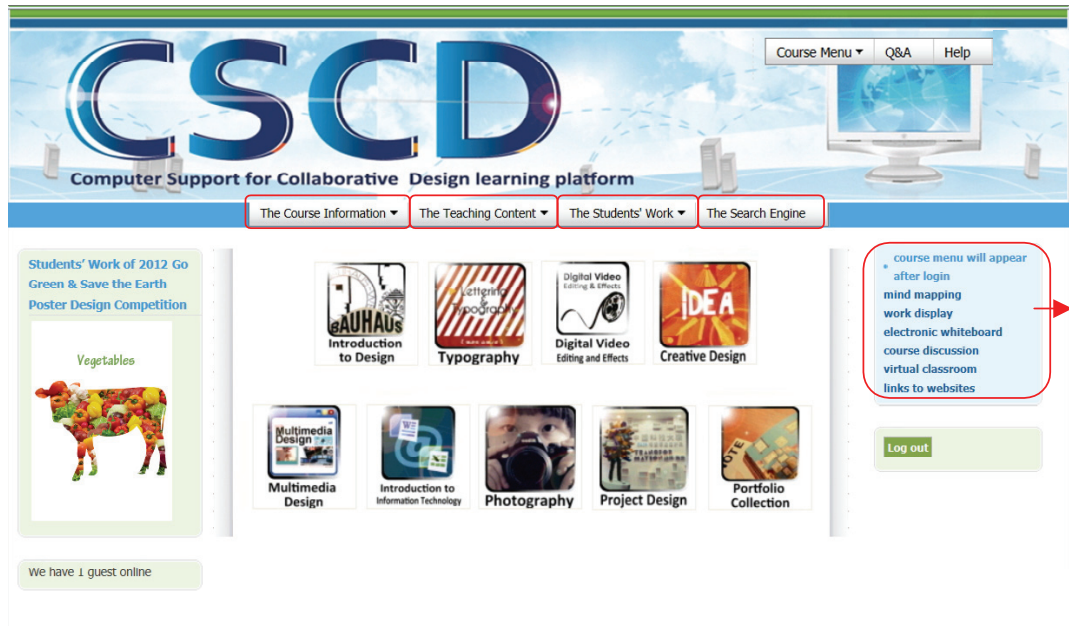 Course Menu Q&A Help
CSCD
Computer Support for Collaborative Design learning platform
The Course Information The Teaching Content The Students' Work The Search Engine
Students' Work of 2012 Go
Green & Save the Earth
Poster Design Competition
Vegetables
BAUHAUs
Introduction
to Design
Lettering
&
Typography
Typography
Digital Video
Editing & Effects
Digital Video
Editing and Effects
IDEA
Creative Design
Multimedia
Design
Multimedia
Design
@
Introduction to
Information Technology
Photography
Project Design
NOTE
Portfolio
Collection
course menu will appear
after login
mind mapping
work display
electronic whiteboard
course discussion
virtual classroom
links to websites
Log out
We have 1 guest online